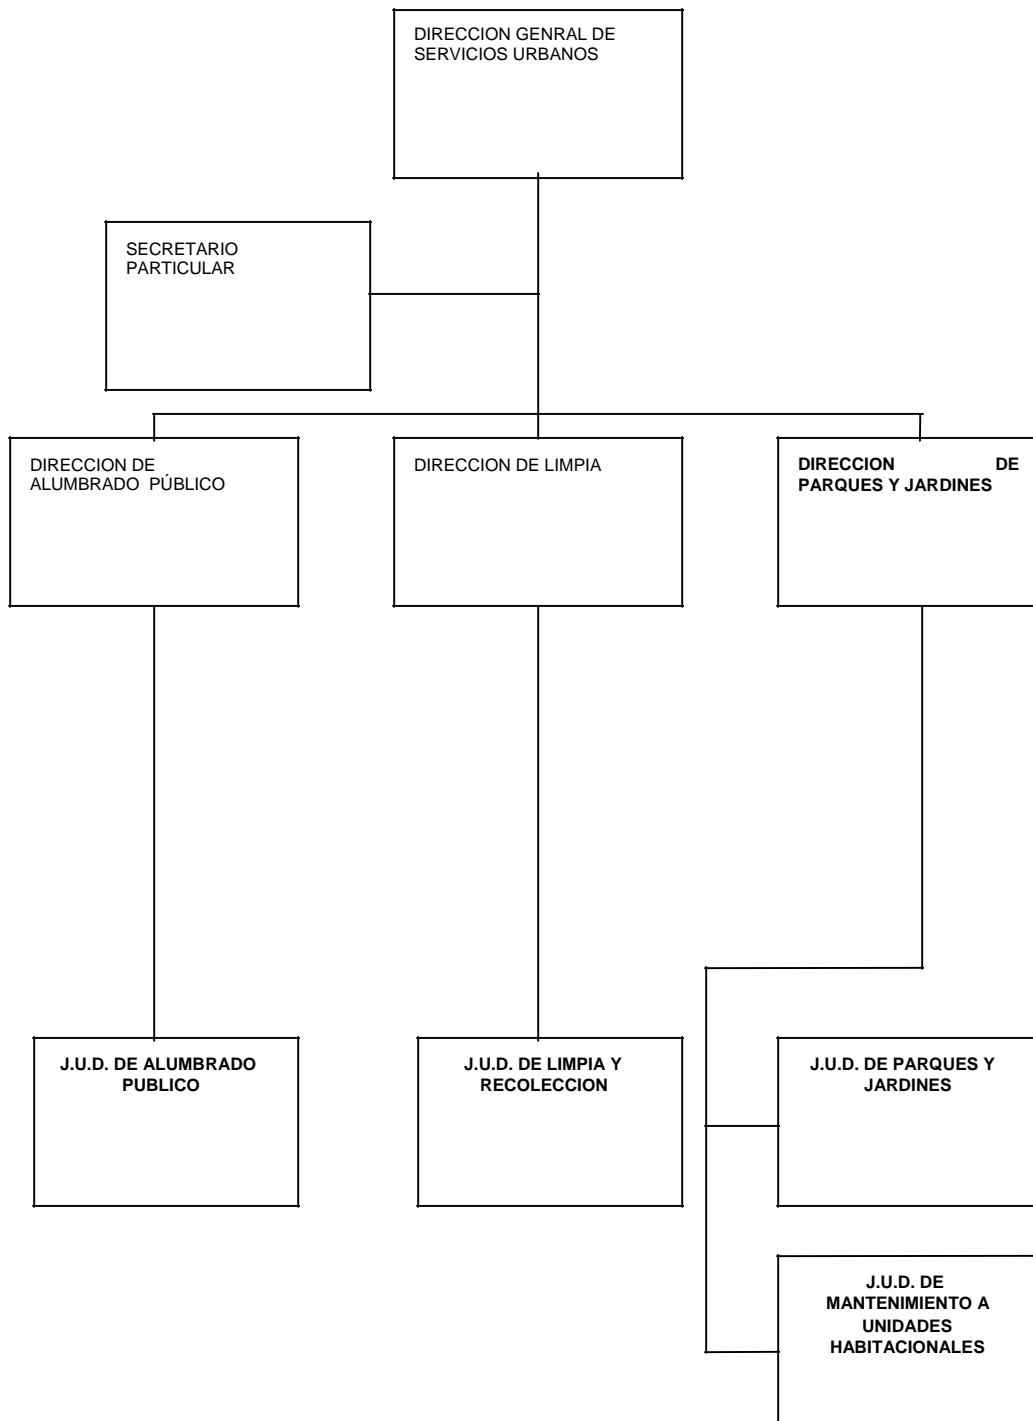 DIRECCION GENRAL DE
SERVICIOS URBANOS
SECRETARIO
PARTICULAR
DIRECCION DE
ALUMBRADO PÚBLICO
DIRECCION DE LIMPIA
DIRECCION DE
PARQUES Y JARDINES
J.U.D. DE ALUMBRADO
PUBLICO
J.U.D. DE LIMPIA Y
RECOLECCION
J.U.D. DE PARQUES Y
JARDINES
J.U.D. DE
MANTENIMIENTO A
UNIDADES
HABITACIONALES